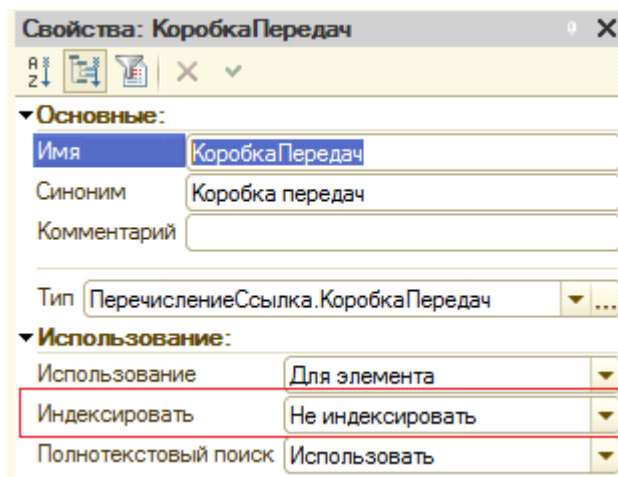 Свойства: КоробкаПередач
Основные:
Имя КоробкаПередач
Синоним Коробка передач
Комментарий
Тип ПеречислениеСсылка.КоробкаПередач ...
Использование:
Использование Для элемента
Индексировать Не индексировать
Полнотекстовый поиск Использовать